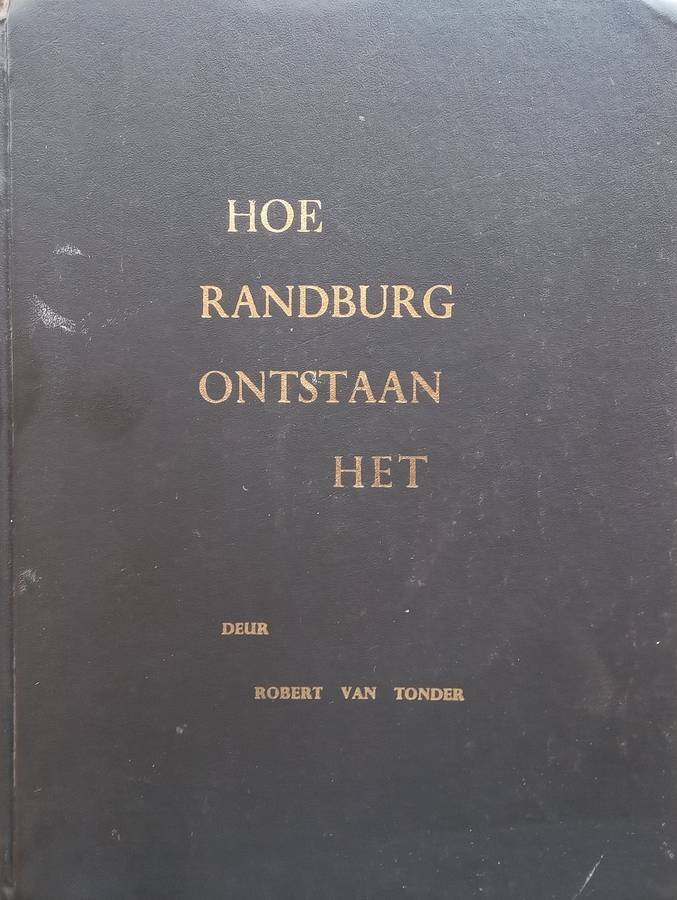 HOE
RANDBURG
ONTSTAAN
HET
DEUR
ROBERT VAN TONDER